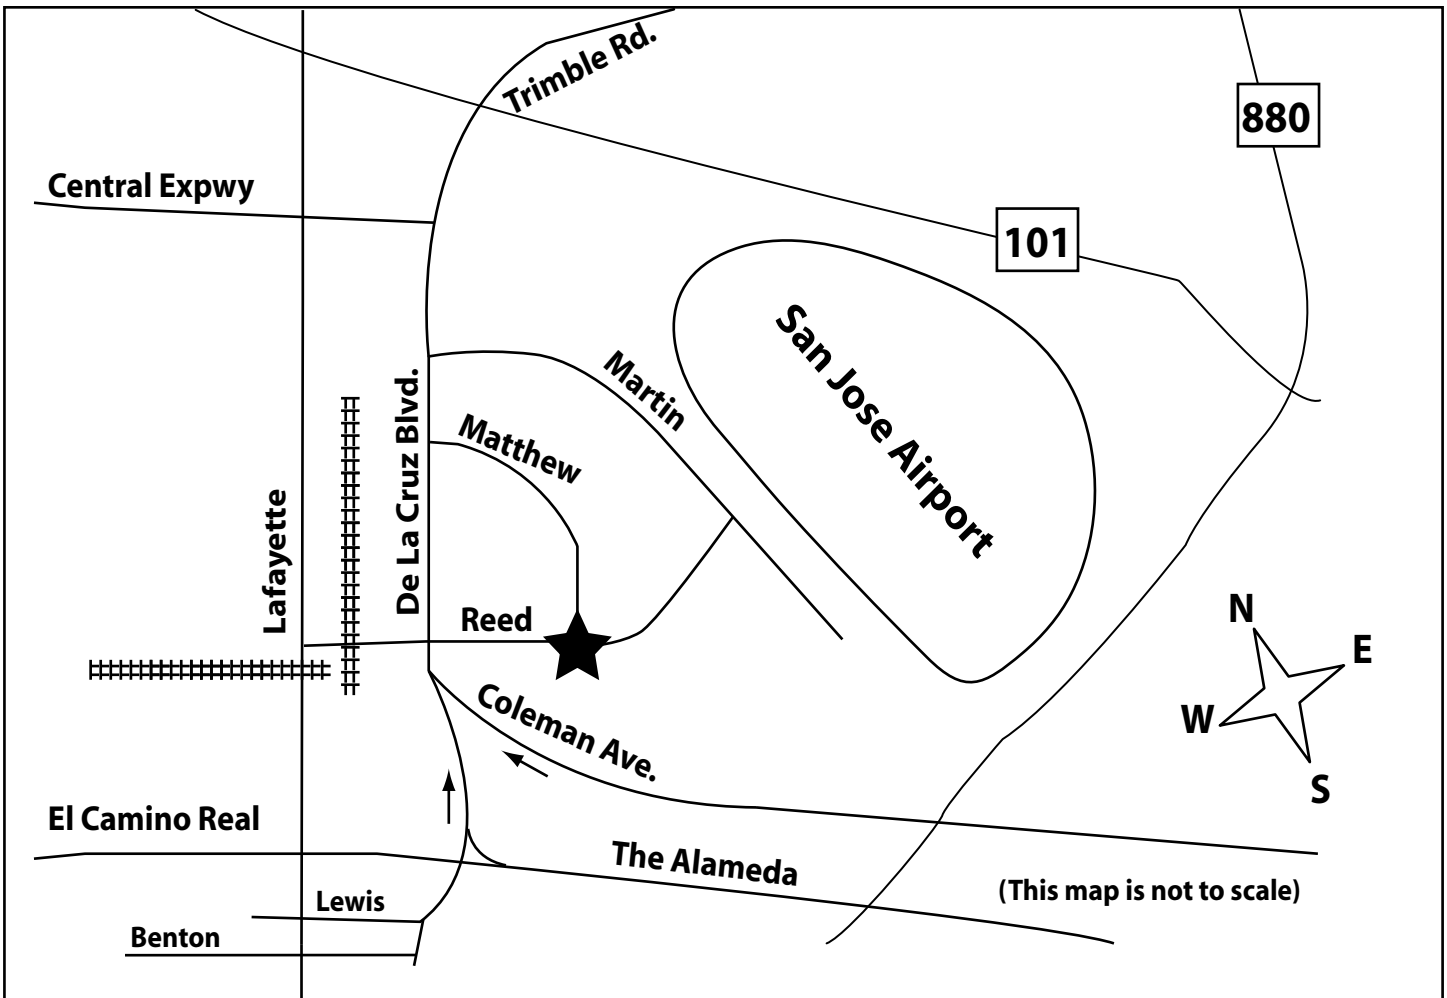 Trimble Rd.
880
Central Expwy
101
San Jose Airport
Martin
De La Cruz Blvd.
Matthew
Lafayette
Reed
N
E
W
S
Coleman Ave.
El Camino Real
The Alameda
(This map is not to scale)
Lewis
Benton